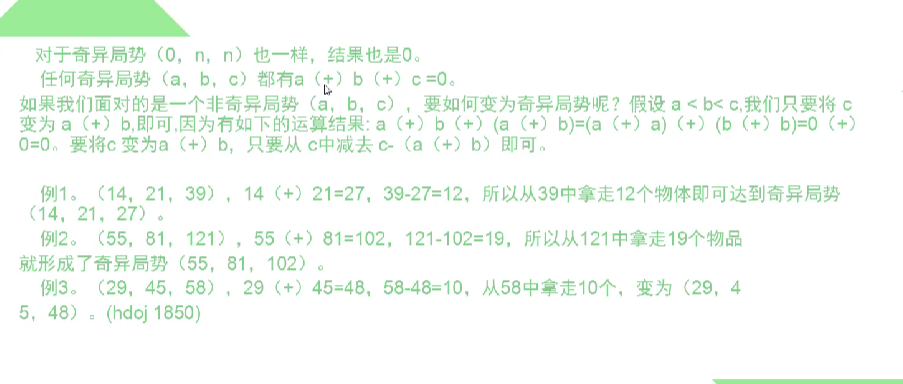 对于奇异局势（0，n，n）也一样，结果也是0。
任何奇异局势（a，b，c）都有a（+）b（+）c =0。
如果我们面对的是一个非奇异局势（a，b，c），要如何变为奇异局势呢？假设 a < b< c,我们只要将 c
变为 a（+）b,即可,因为有如下的运算结果: a（+）b（+）(a（+）b)=(a（+）a)（+）(b（+）b)=0（+）
0=0。要将c 变为a（+）b，只要从 c中减去 c-（a（+）b）即可。
例1。（14，21，39），14（+）21=27，39-27=12，所以从39中拿走12个物体即可达到奇异局势
（14，21，27）。
例2。（55，81，121），55（+）81=102，121-102=19，所以从121中拿走19个物品
就形成了奇异局势（55，81，102）。
例3。（29，45，58），29（+）45=48，58-48=10，从58中拿走10个，变为（29，4
5，48）。(hdoj 1850)